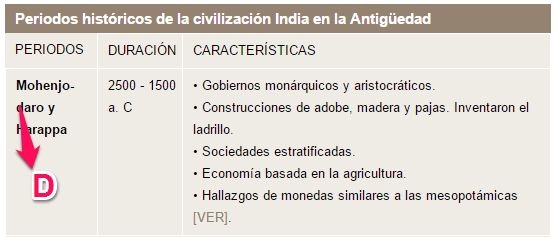 Periodos históricos de la civilización India en la Antigüedad
PERIODOS DURACIÓN CARACTERÍSTICAS
Mohenjo-
daro y
Harappa
D
2500 - 1500
a. C
• Gobiernos monárquicos y aristocráticos.
• Construcciones de adobe, madera y pajas. Inventaron el
ladrillo.
• Sociedades estratificadas.
• Economía basada en la agricultura.
• Hallazgos de monedas similares a las mesopotámicas
[VER].